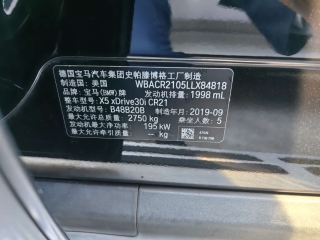 德国宝马汽车集团史帕滕博格工厂制造
制造国：美国 WBACR2105LLX84818
品牌：宝马(BMW)牌 发动机排量：1998 mL
整车型号：X5 xDrive30i CR21
发动机型号：B48B20B 制造年月：2019-09
最大允许总质量：2750 kg 乘坐人数：5
发动机最大净功率：195 kW
最大允许牵引质量：— kg